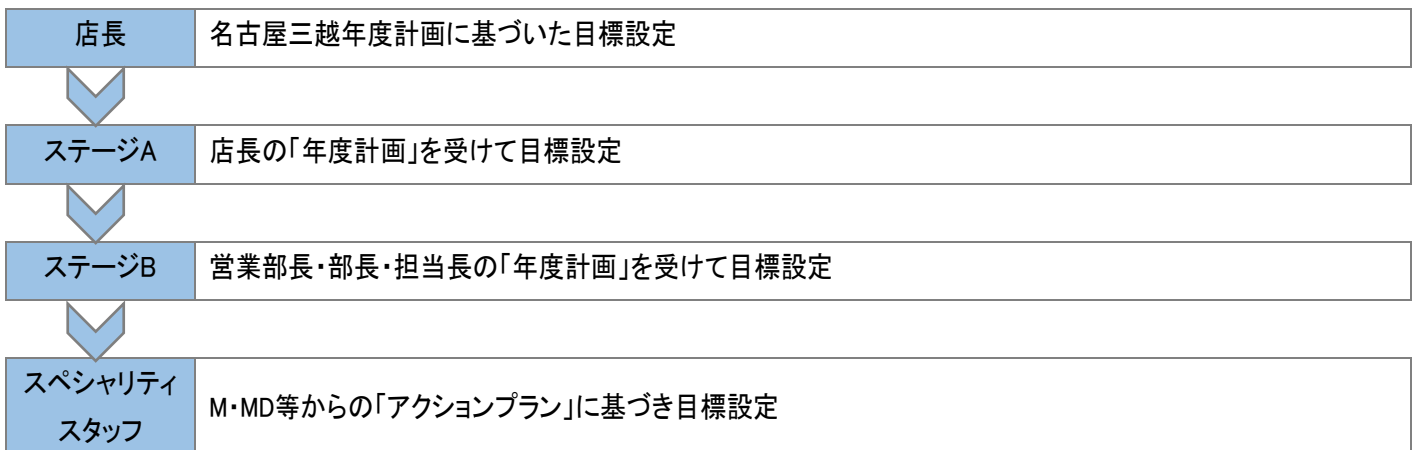 店長
名古屋三越年度計画に基づいた目標設定
ステージA
店長の「年度計画」を受けて目標設定
ステージB
営業部長・部長・担当長の「年度計画」を受けて目標設定
スペシャリティ
スタッフ
M・MD等からの「アクションプラン」に基づき目標設定